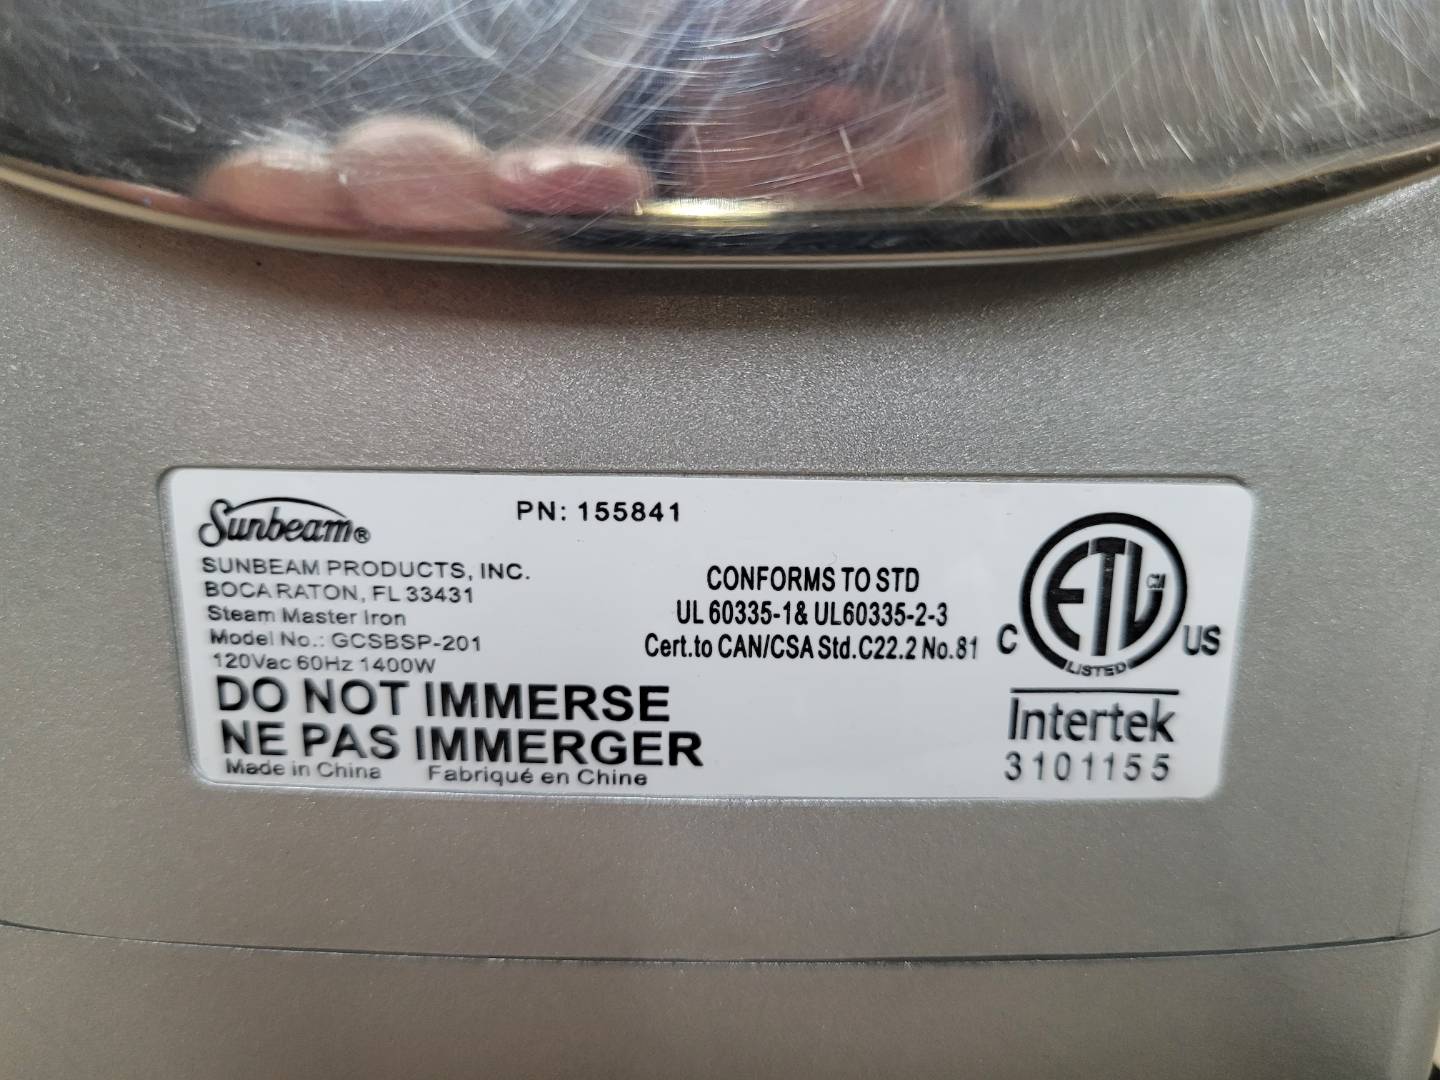 Sunbeam®
PN: 155841
SUNBEAM PRODUCTS, INC.
BOCA RATON, FL 33431
Steam Master Iron
Model No.: GCSBSP-201
120Vac 60Hz 1400W
DO NOT IMMERSE
NE PAS IMMERGER
Made in China Fabriqué en Chine
CONFORMS TO STD
UL 60335-1& UL60335-2-3
Cert.to CAN/CSA Std.C22.2 No.81
C ETL US
LISTED
Intertek
3101155